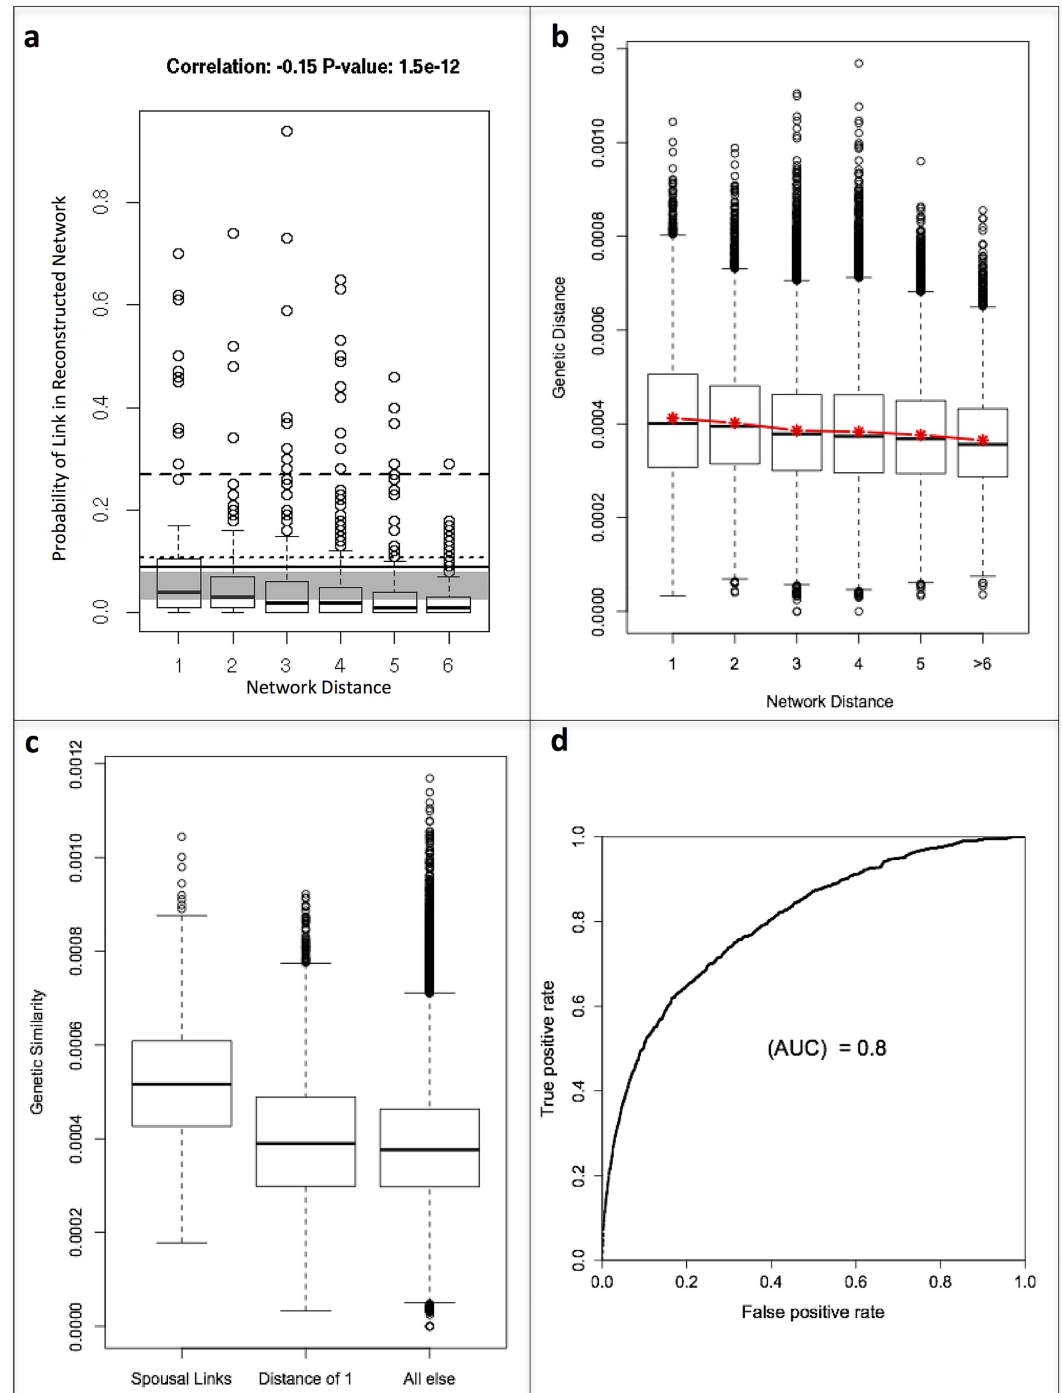 a
Correlation: -0.15 P-value: 1.5e-12
Probability of Link in Reconstructed Network
0.8
0.6
0.4
0.2
0.0
1 2 3 4 5 6
Network Distance
b
Genetic Distance
0.0012
0.0010
0.0008
0.0006
0.0004
0.0002
0.0000
1 2 3 4 5 >6
Network Distance
c
Genetic Similarity
0.0012
0.0010
0.0008
0.0006
0.0004
0.0002
0.0000
Spousal Links Distance of 1 All else
d
True positive rate
1.0
0.8
0.6
0.4
0.2
0.0
(AUC) = 0.8
0.0 0.2 0.4 0.6 0.8 1.0
False positive rate